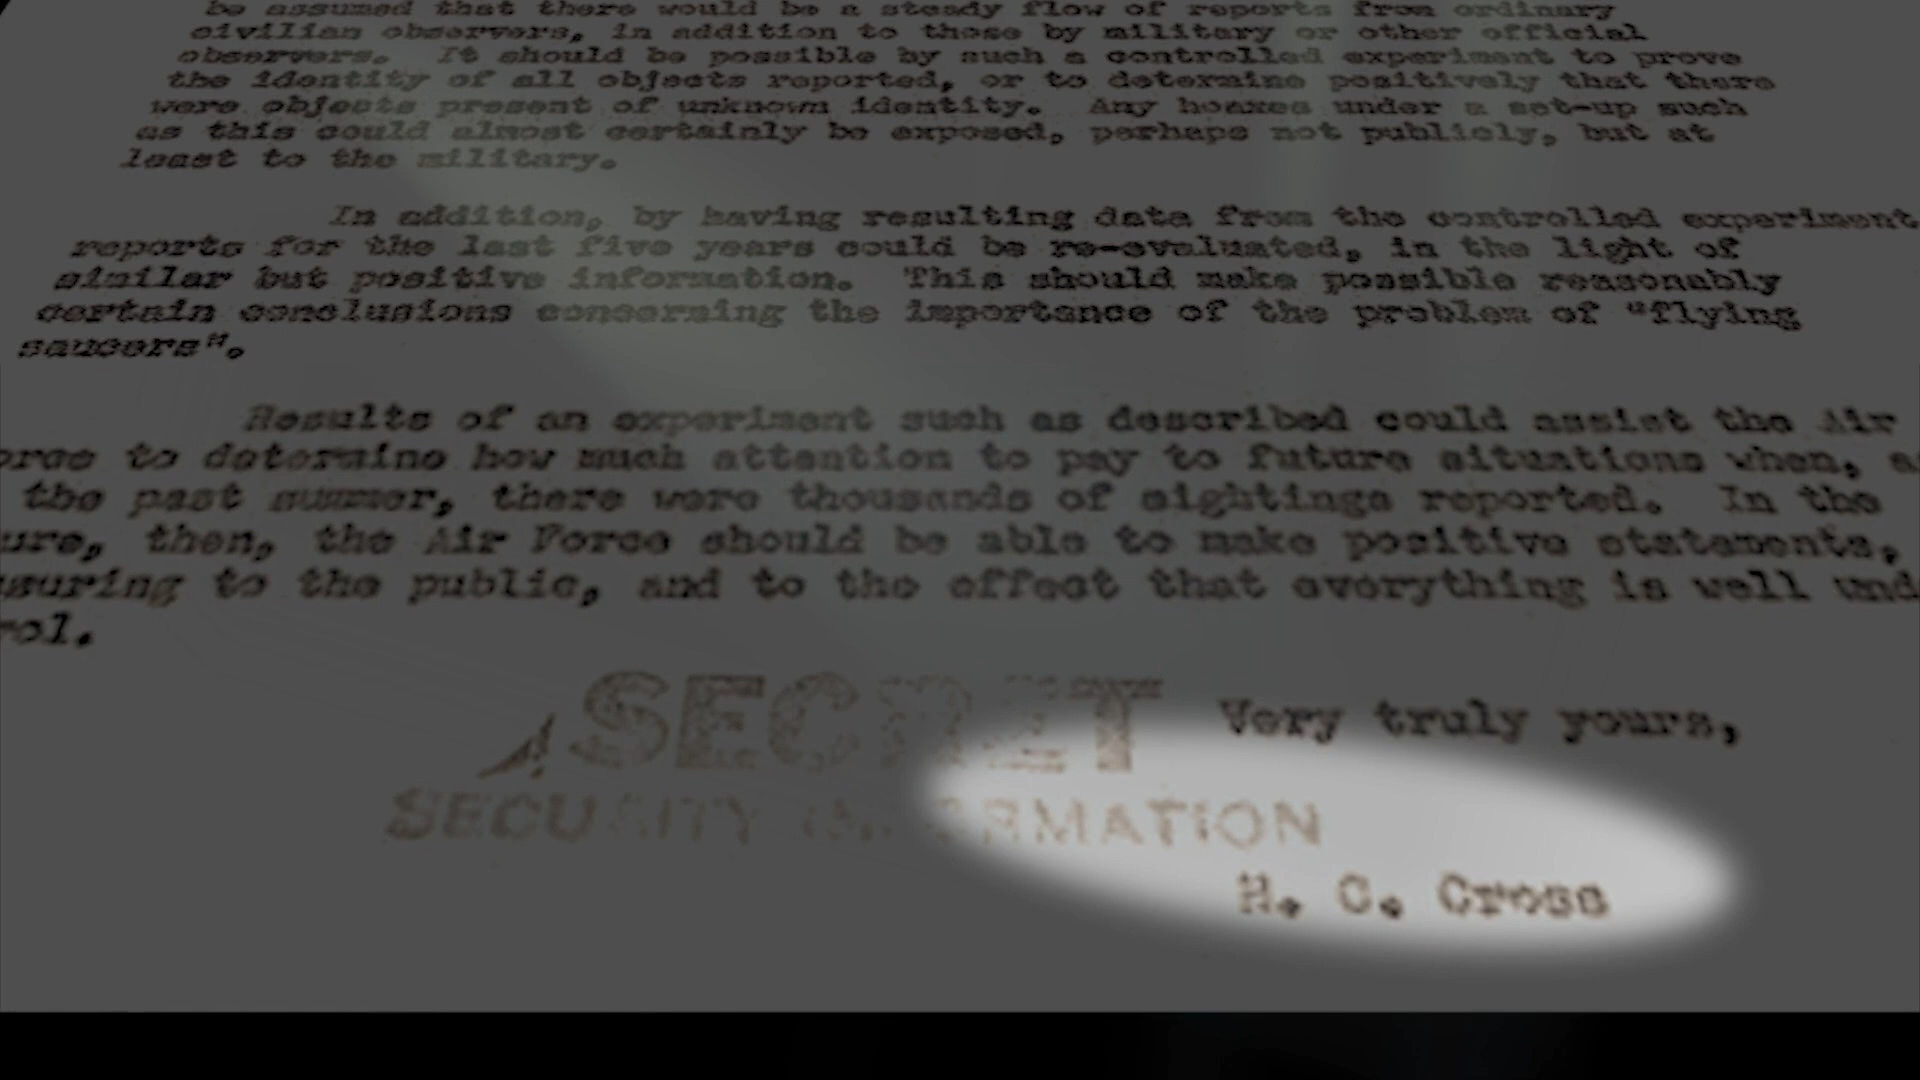 be assumed that there would be a steady flow of reports from ordinary
civilian observers, in addition to those by military or other official
observers. It should be possible by such a controlled experiment to prove
the identity of all objects reported, or to determine positively that there
were objects present of unknown identity. Any hoaxes under a set-up such
as this could almost certainly be exposed, perhaps not publicly, but at
least to the military.
In addition, by having resulting data from the controlled experiment,
reports for the last five years could be re-evaluated, in the light of
similar but positive information. This should make possible reasonably
certain conclusions concerning the importance of the problem of "flying
saucers".
Results of an experiment such as described could assist the Air
orce to determine how much attention to pay to future situations when, as
the past summer, there were thousands of sightings reported. In the
ure, then, the Air Force should be able to make positive statements,
suring to the public, and to the effect that everything is well und
rol.
SECRET
Very truly yours,
SECURITY INFORMATION
H. C. Cross